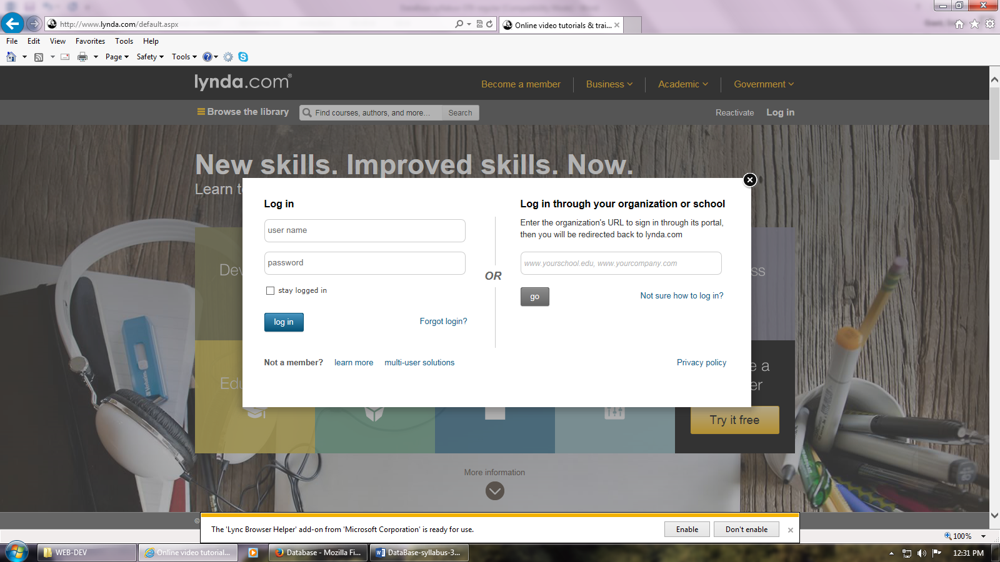 http://www.lynda.com/default.aspx
Online video tutorials & trai...
File Edit View Favorites Tools Help
Page Safety Tools
lynda.com®
Become a member Business Academic Government
Browse the library Find courses, authors, and more... Search Reactivate Log in
New skills. Improved skills. Now.
Learn
Log in
user name
password
stay logged in
log in Forgot login?
Not a member? learn more multi-user solutions
OR
Log in through your organization or school
Enter the organization's URL to sign in through its portal,
then you will be redirected back to lynda.com
www.yourschool.edu, www.yourcompany.com
go Not sure how to log in?
Privacy policy
Try it free
More information
©
The 'Lync Browser Helper' add-on from 'Microsoft Corporation' is ready for use. Enable Don't enable
100%
WEB-DEV Online video tutorial... Database - Mozilla Fi... DataBase-syllabus-3... 12:31 PM